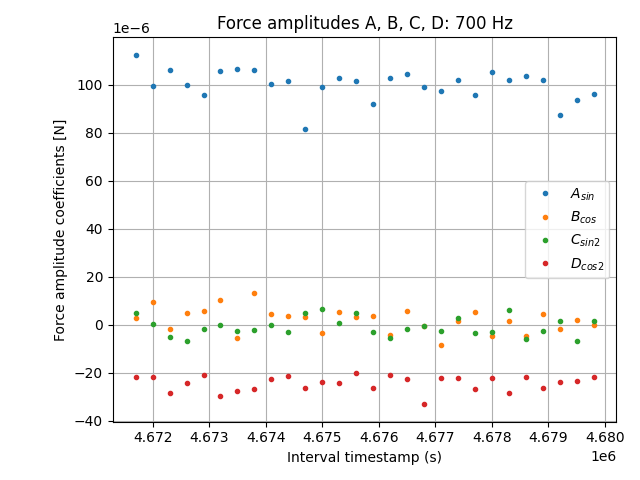 Force amplitudes A, B, C, D: 700 Hz
1e−6
100
80
60
40
20
0
−20
−40
Force amplitude coefficients [N]
A_sin
B_cos
C_sin2
D_cos2
4.672 4.673 4.674 4.675 4.676 4.677 4.678 4.679 4.680
1e6
Interval timestamp (s)